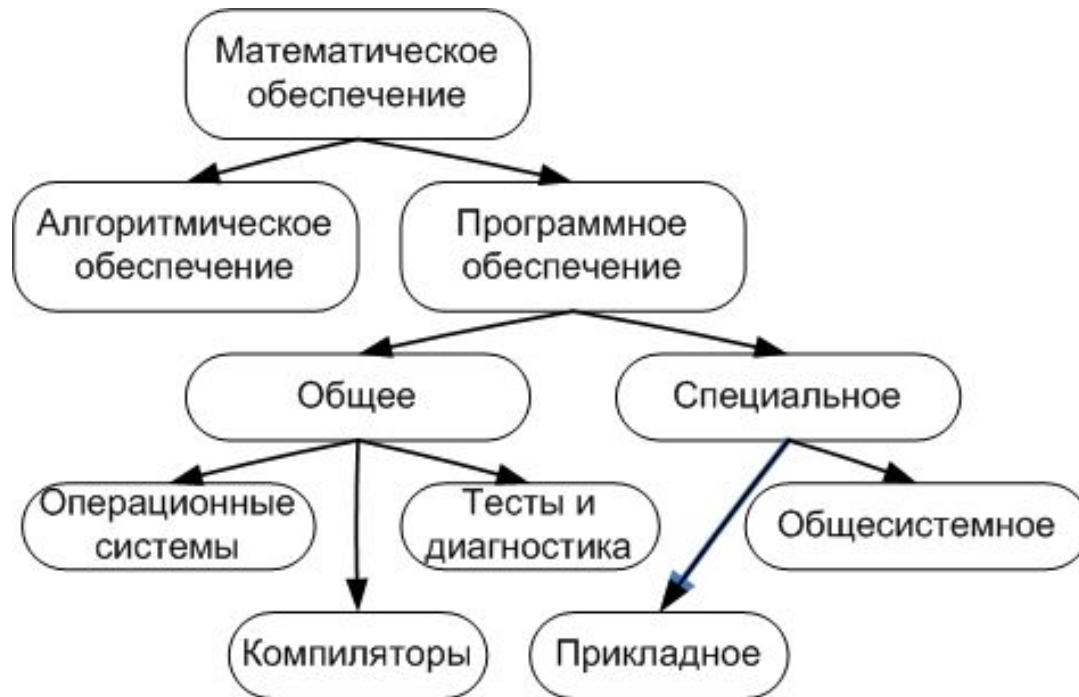 Математическое
обеспечение
Алгоритмическое
обеспечение
Программное
обеспечение
Общее
Специальное
Операционные
системы
Тесты и
диагностика
Общесистемное
Компиляторы
Прикладное